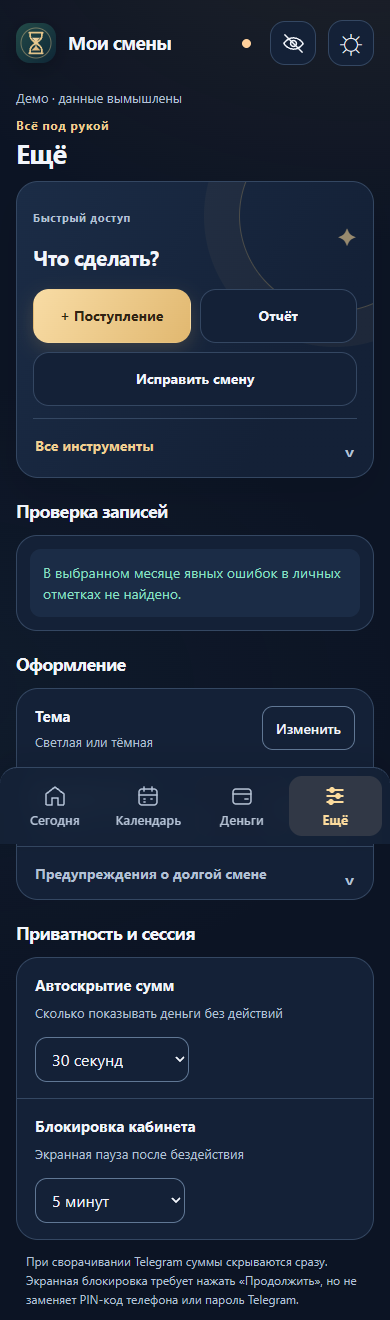 Мои смены
Демо · данные вымышлены
Всё под рукой
Ещё
Быстрый доступ
Что сделать?
+ Поступление
Отчёт
Исправить смену
Все инструменты
Проверка записей
В выбранном месяце явных ошибок в личных
отметках не найдено.
Оформление
Тема
Светлая или тёмная
Изменить
Сегодня
Календарь
Деньги
Ещё
Предупреждения о долгой смене
Приватность и сессия
Автоскрытие сумм
Сколько показывать деньги без действий
30 секунд
Блокировка кабинета
Экранная пауза после бездействия
5 минут
При сворачивании Telegram суммы скрываются сразу.
Экранная блокировка требует нажать «Продолжить», но не
заменяет PIN-код телефона или пароль Telegram.